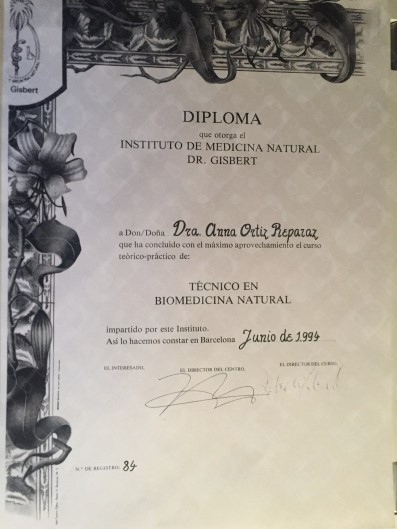 Gisbert
DIPLOMA
que otorga el
INSTITUTO DE MEDICINA NATURAL
DR. GISBERT
a Don/Doña Dra. Anna Ortiz Reparaz
que ha concluido con el máximo aprovechamiento el curso
teórico-práctico de:
TÉCNICO EN
BIOMEDICINA NATURAL
impartido por este Instituto.
Así lo hacemos constar en Barcelona Junio de 1.994
EL INTERESADO, EL DIRECTOR DEL CENTRO, EL DIRECTOR DEL CURSO,
N.º DE REGISTRO: 84